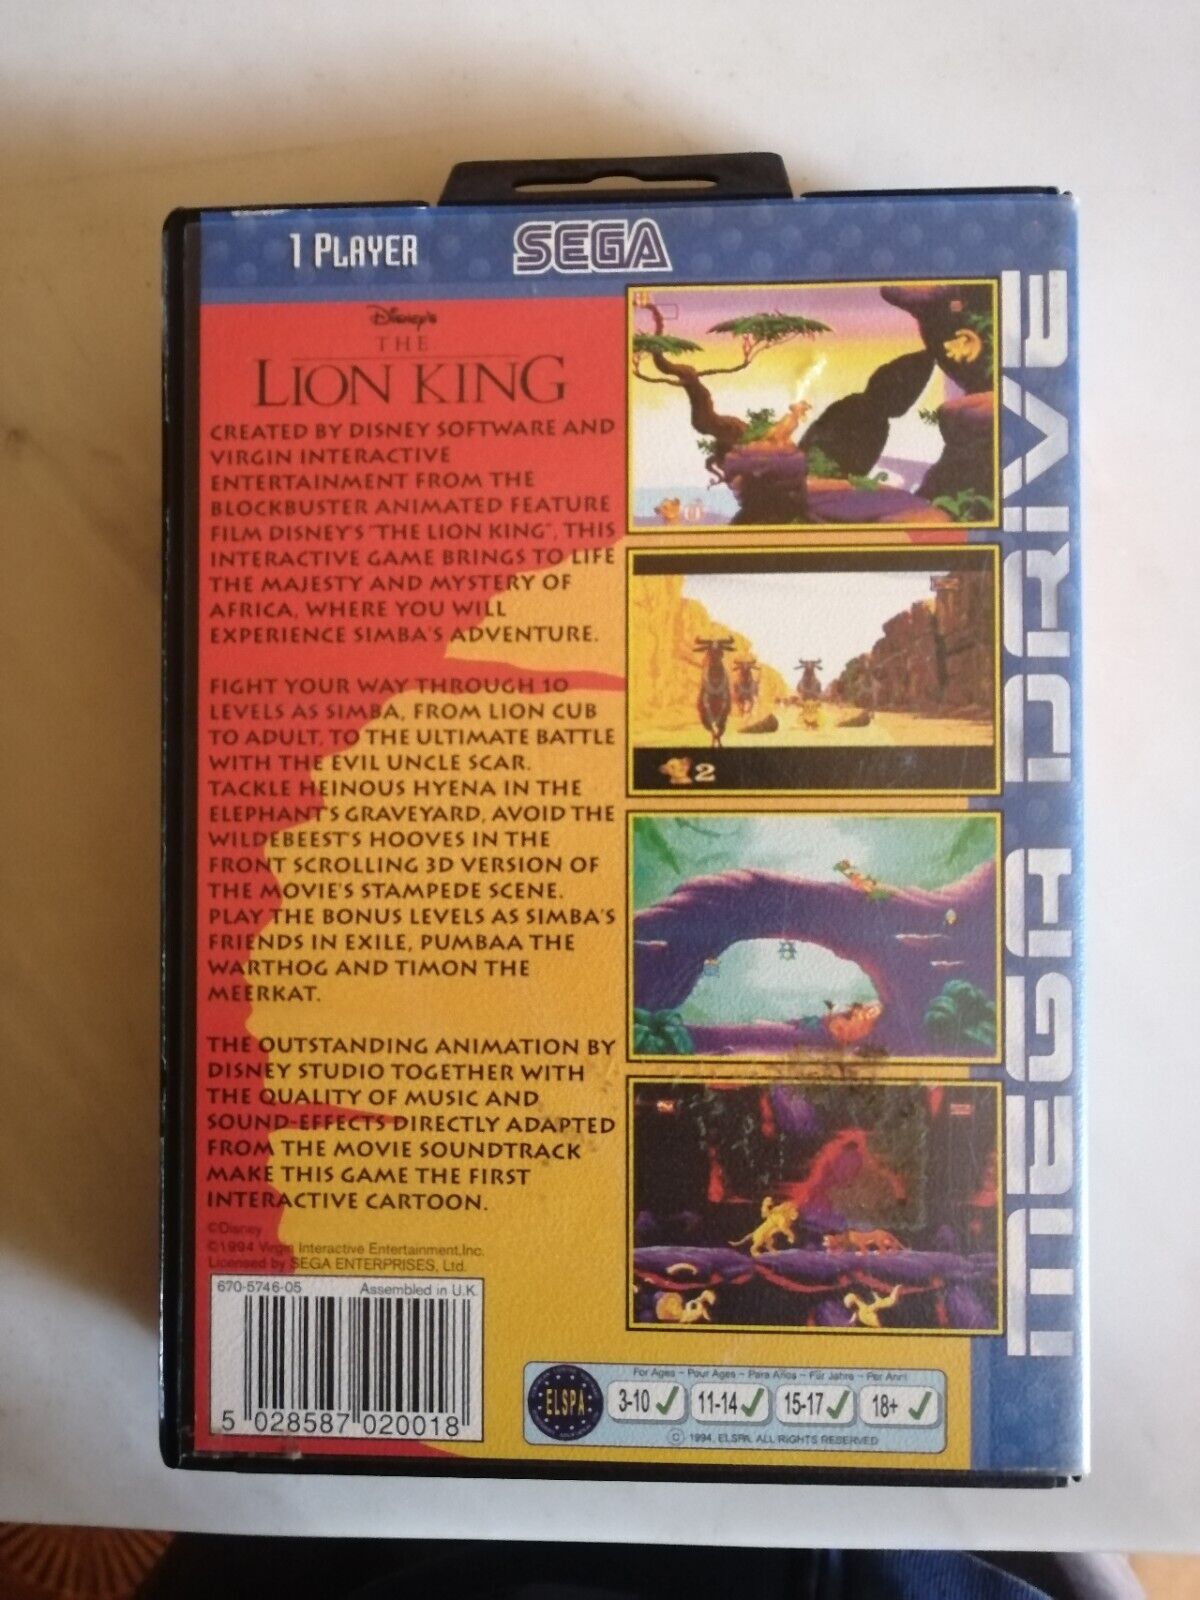 1 PLAYER
SEGA
Disney's
THE
LION KING
CREATED BY DISNEY SOFTWARE AND
VIRGIN INTERACTIVE
ENTERTAINMENT FROM THE
BLOCKBUSTER ANIMATED FEATURE
FILM DISNEY'S "THE LION KING", THIS
INTERACTIVE GAME BRINGS TO LIFE
THE MAJESTY AND MYSTERY OF
AFRICA, WHERE YOU WILL
EXPERIENCE SIMBA'S ADVENTURE.
FIGHT YOUR WAY THROUGH 10
LEVELS AS SIMBA, FROM LION CUB
TO ADULT, TO THE ULTIMATE BATTLE
WITH THE EVIL UNCLE SCAR.
TACKLE HEINOUS HYENA IN THE
ELEPHANT'S GRAVEYARD, AVOID THE
WILDEBEEST'S HOOVES IN THE
FRONT SCROLLING 3D VERSION OF
THE MOVIE'S STAMPEDE SCENE.
PLAY THE BONUS LEVELS AS SIMBA'S
FRIENDS IN EXILE, PUMBAA THE
WARTHOG AND TIMON THE
MEERKAT.
THE OUTSTANDING ANIMATION BY
DISNEY STUDIO TOGETHER WITH
THE QUALITY OF MUSIC AND
SOUND-EFFECTS DIRECTLY ADAPTED
FROM THE MOVIE SOUNDTRACK
MAKE THIS GAME THE FIRST
INTERACTIVE CARTOON.
©Disney
©1994 Virgin Interactive Entertainment,Inc.
Licensed by SEGA ENTERPRISES, Ltd.
670-5746-05 Assembled in U.K.
5 028587 020018
2
MEGA DRIVE
ELSPA
For Ages ~ Pour Ages ~ Para Años ~ Für Jahre ~ Per Anni
3-10 ✓ 11-14 ✓ 15-17 ✓ 18+ ✓
© 1994. ELSPA. ALL RIGHTS RESERVED